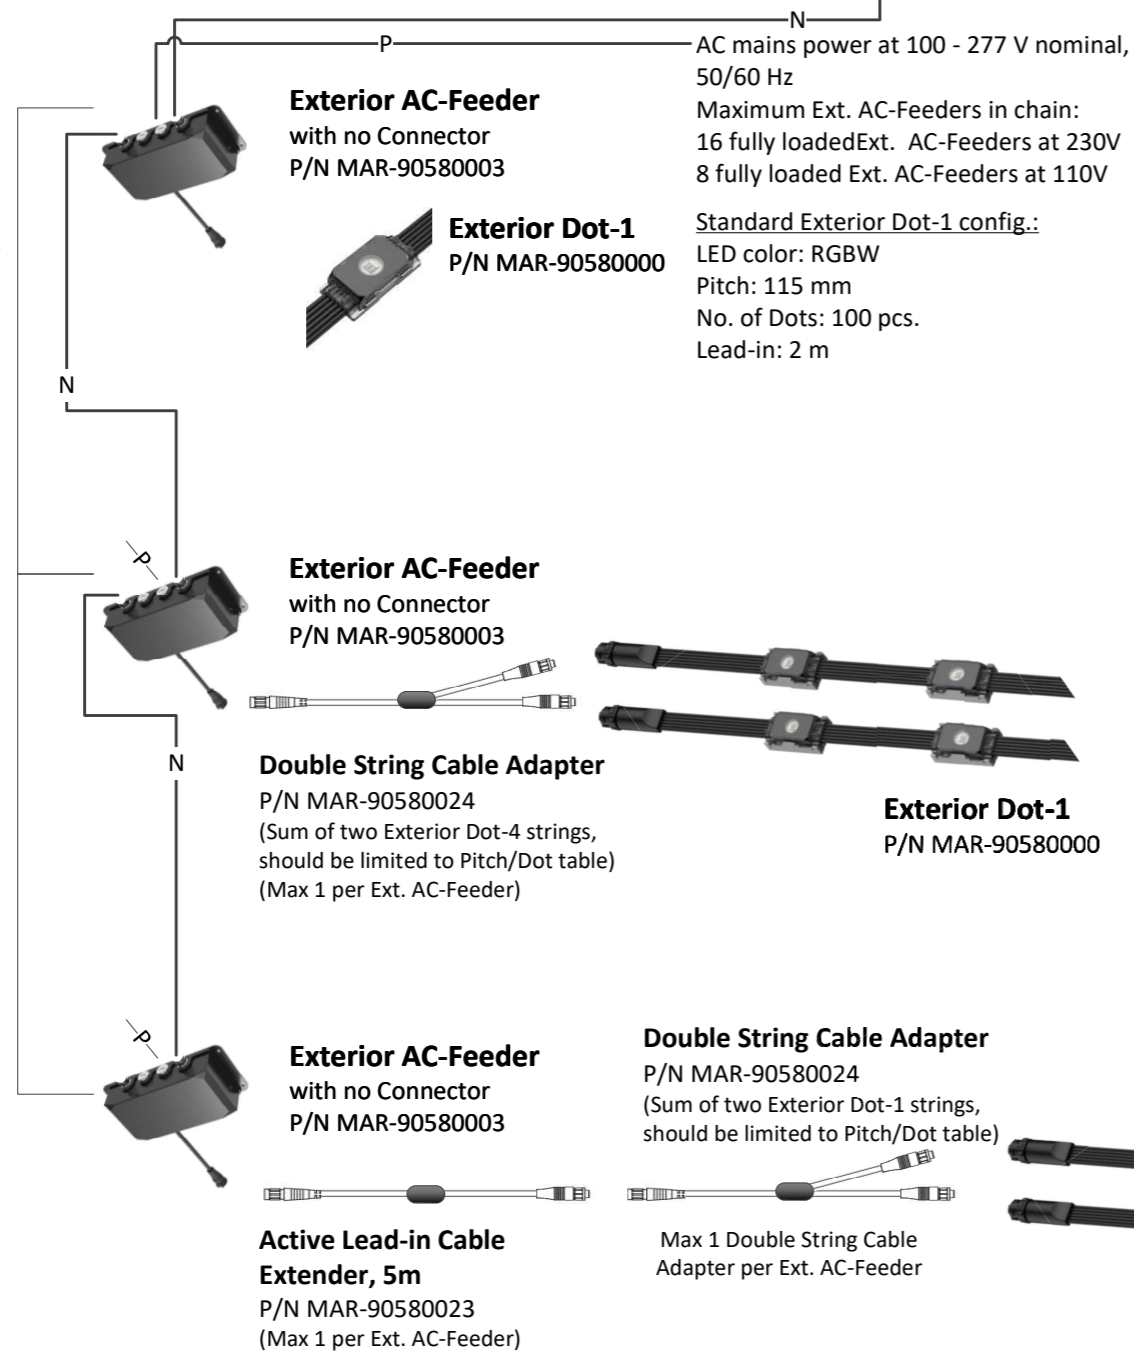 N
P
AC mains power at 100 - 277 V nominal,
50/60 Hz
Maximum Ext. AC-Feeders in chain:
16 fully loadedExt. AC-Feeders at 230V
8 fully loaded Ext. AC-Feeders at 110V
Exterior AC-Feeder
with no Connector
P/N MAR-90580003
Exterior Dot-1
P/N MAR-90580000
Standard Exterior Dot-1 config.:
LED color: RGBW
Pitch: 115 mm
No. of Dots: 100 pcs.
Lead-in: 2 m
N
P
Exterior AC-Feeder
with no Connector
P/N MAR-90580003
N
Double String Cable Adapter
P/N MAR-90580024
(Sum of two Exterior Dot-4 strings,
should be limited to Pitch/Dot table)
(Max 1 per Ext. AC-Feeder)
Exterior Dot-1
P/N MAR-90580000
P
Exterior AC-Feeder
with no Connector
P/N MAR-90580003
Double String Cable Adapter
P/N MAR-90580024
(Sum of two Exterior Dot-1 strings,
should be limited to Pitch/Dot table)
Active Lead-in Cable
Extender, 5m
P/N MAR-90580023
(Max 1 per Ext. AC-Feeder)
Max 1 Double String Cable
Adapter per Ext. AC-Feeder